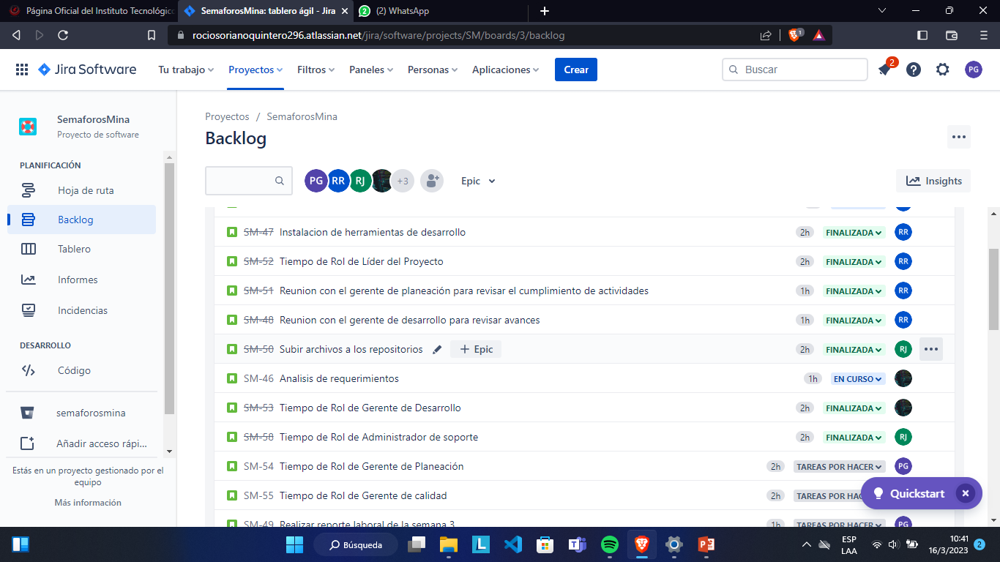 Página Oficial del Instituto Tecnológic
SemaforosMina: tablero ágil - Jira
(2) WhatsApp
rociosorianoquintero296.atlassian.net/jira/software/projects/SM/boards/3/backlog
1
Jira Software
Tu trabajo
Proyectos
Filtros
Paneles
Personas
Aplicaciones
Crear
Buscar
2
PG
SemaforosMina
Proyecto de software
PLANIFICACIÓN
Hoja de ruta
Backlog
Tablero
Informes
Incidencias
DESARROLLO
Código
semaforosmina
Añadir acceso rápi...
Estás en un proyecto gestionado por el
equipo
Más información
Proyectos / SemaforosMina
Backlog
PG RR RJ +3
Epic
Insights
SM-47 Instalacion de herramientas de desarrollo 2h FINALIZADA RR
SM-52 Tiempo de Rol de Líder del Proyecto 2h FINALIZADA RR
SM-51 Reunion con el gerente de planeación para revisar el cumplimiento de actividades 1h FINALIZADA RR
SM-48 Reunion con el gerente de desarrollo para revisar avances 1h FINALIZADA RR
SM-50 Subir archivos a los repositorios + Epic 2h FINALIZADA RJ
SM-46 Analisis de requerimientos 1h EN CURSO
SM-53 Tiempo de Rol de Gerente de Desarrollo 2h FINALIZADA
SM-58 Tiempo de Rol de Administrador de soporte 2h FINALIZADA RJ
SM-54 Tiempo de Rol de Gerente de Planeación 2h TAREAS POR HACER PG
SM-55 Tiempo de Rol de Gerente de calidad 2h TAREAS POR HAC
SM-49 Realizar reporte laboral de la semana 3 1h TAREAS POR HACER PG
Quickstart
Búsqueda
ESP
LAA
10:41
16/3/2023
2